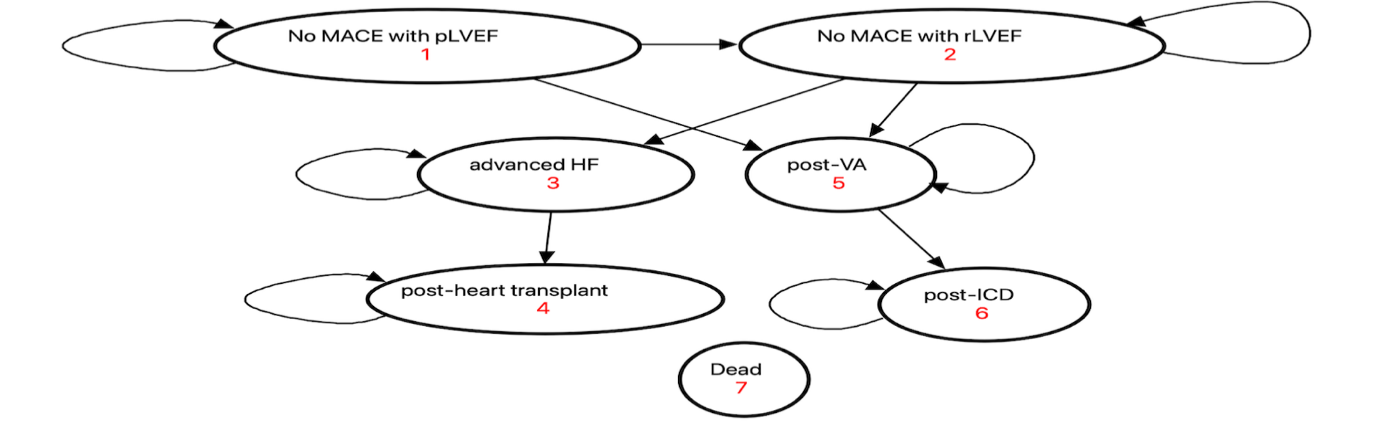 No MACE with pLVEF
1
No MACE with rLVEF
2
advanced HF
3
post-VA
5
post-heart transplant
4
post-ICD
6
Dead
7